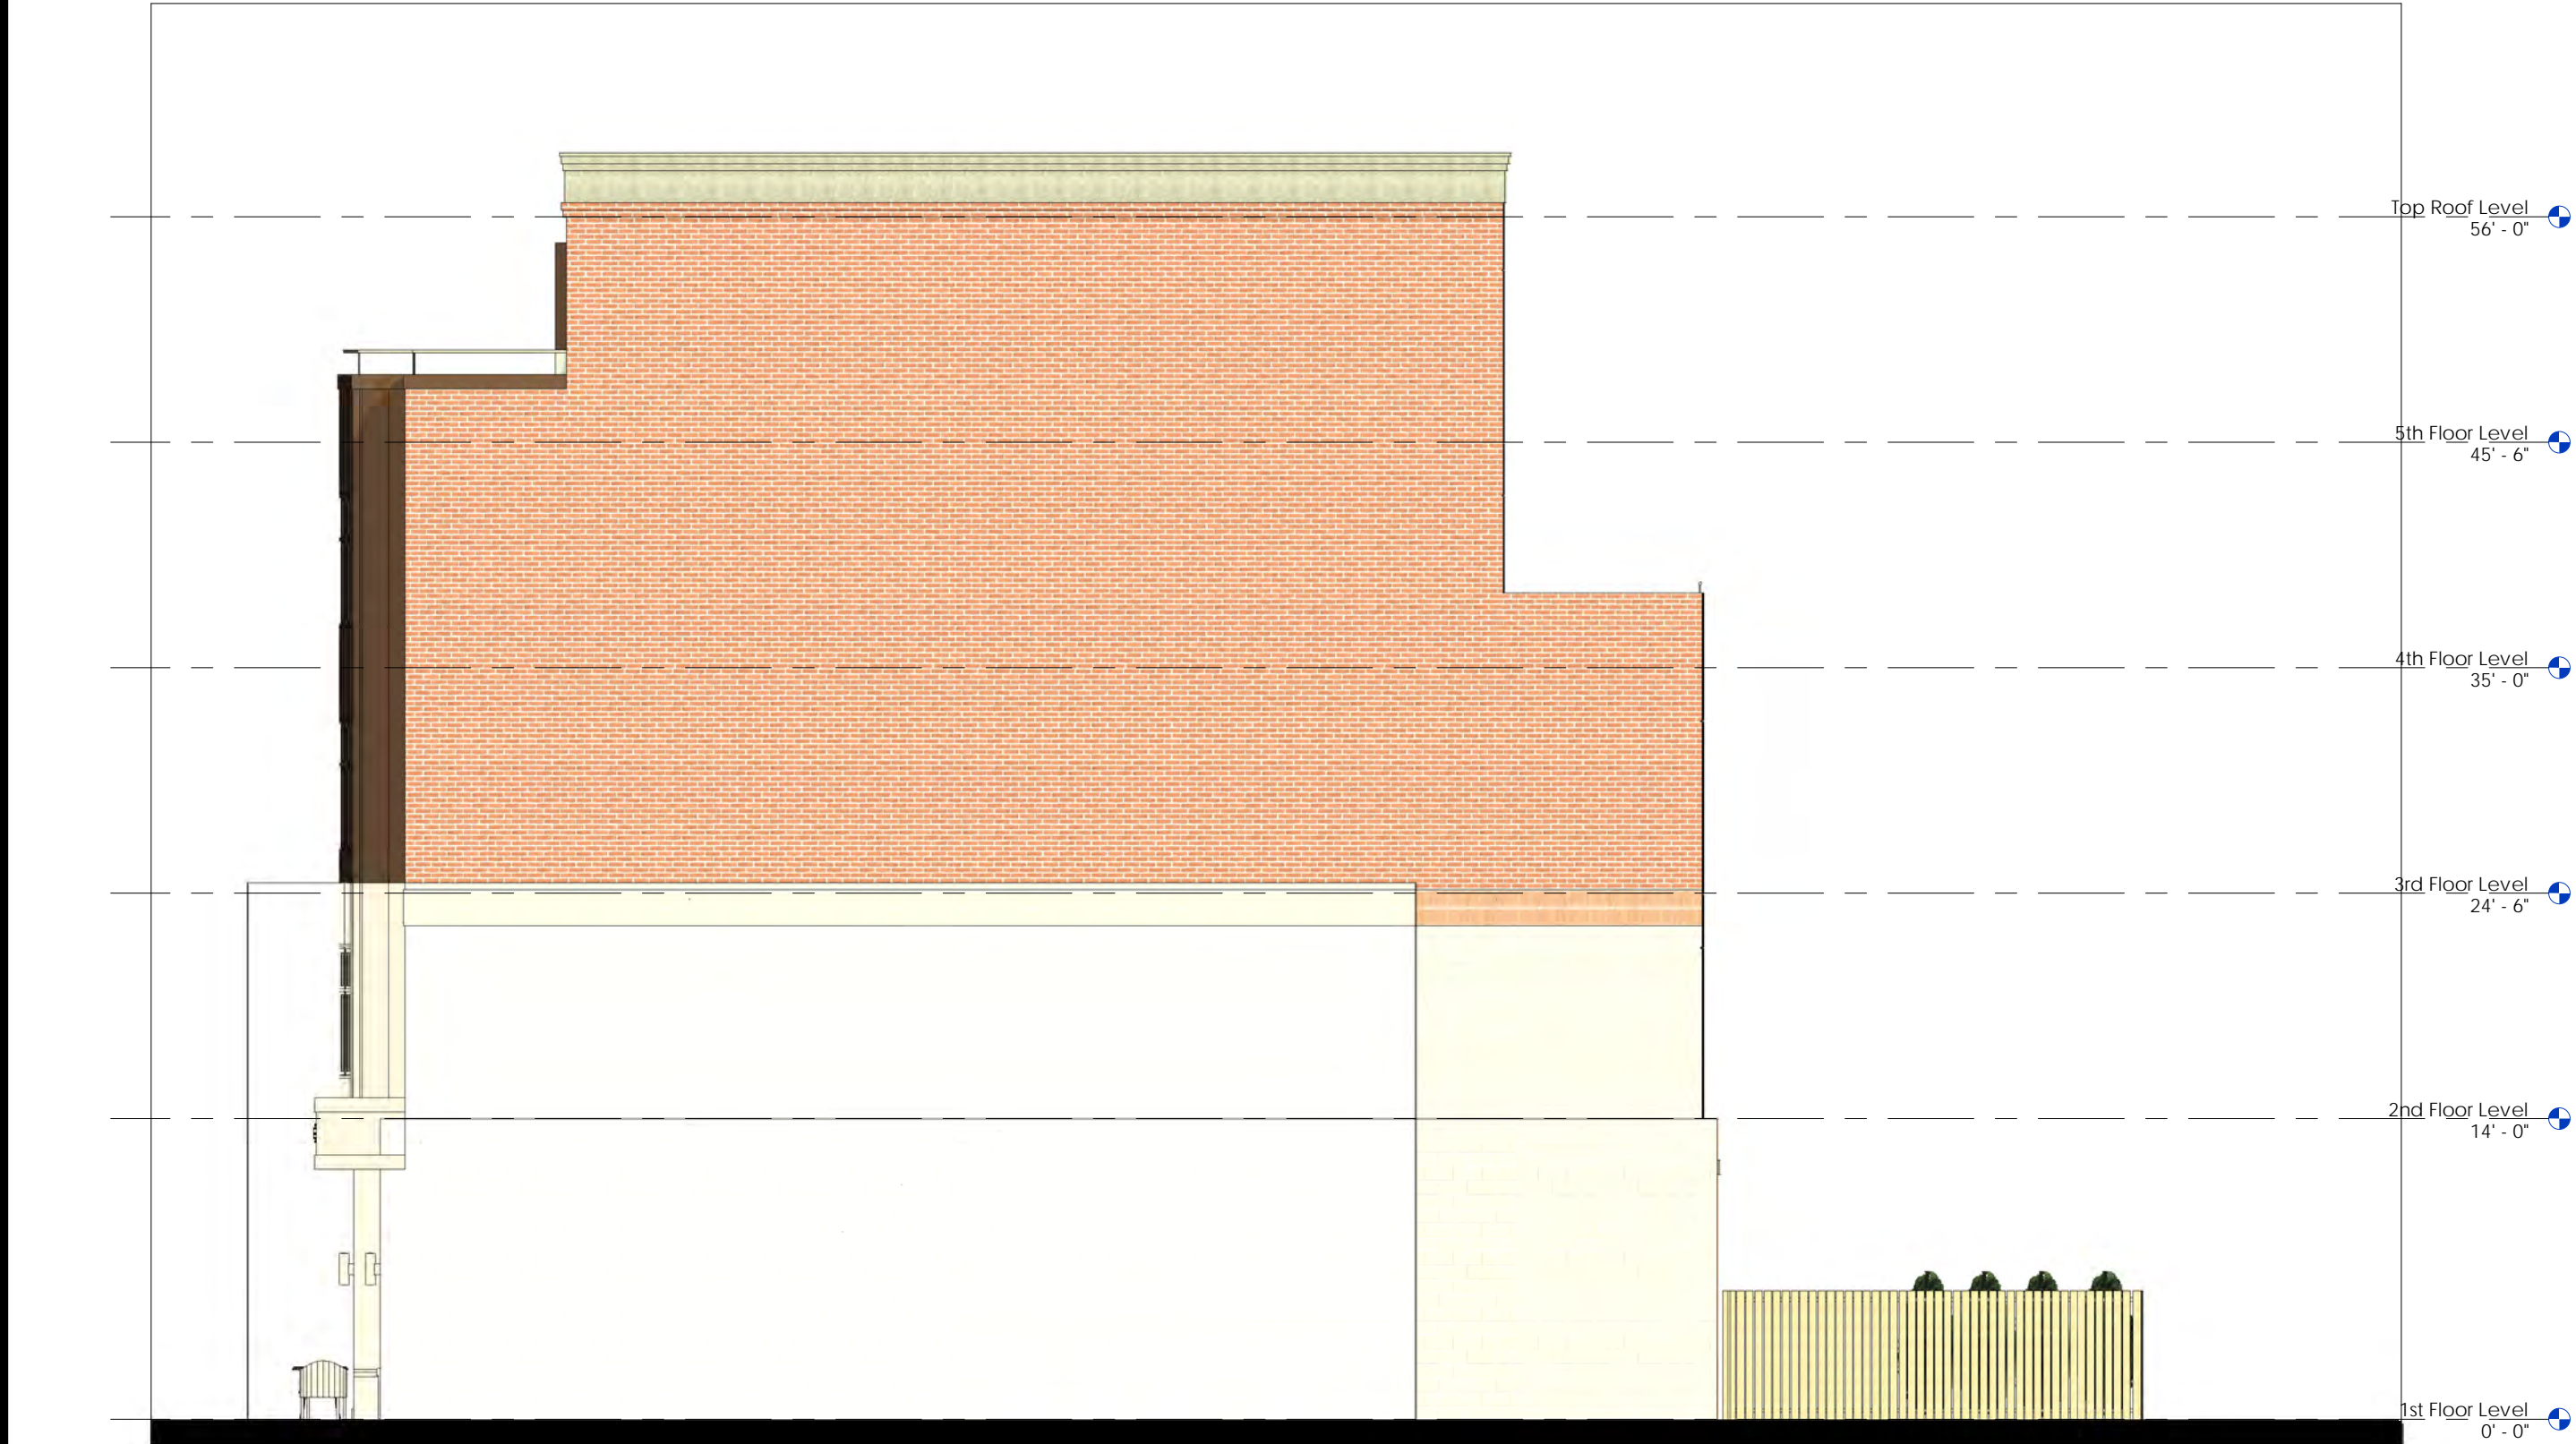 Top Roof Level
56' - 0"
5th Floor Level
45' - 6"
4th Floor Level
35' - 0"
3rd Floor Level
24' - 6"
2nd Floor Level
14' - 0"
1st Floor Level
0' - 0"